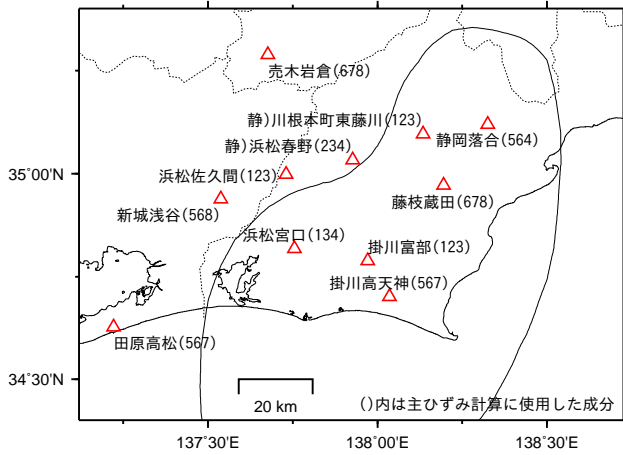 売木岩倉(678)
静)川根本町東藤川(123)
静岡落合(564)
静)浜松春野(234)
浜松佐久間(123)
35°00'N
新城浅谷(568)
藤枝蔵田(678)
浜松宮口(134)
掛川富部(123)
掛川高天神(567)
田原高松(567)
34°30'N
20 km
()内は主ひずみ計算に使用した成分
137°30'E
138°00'E
138°30'E